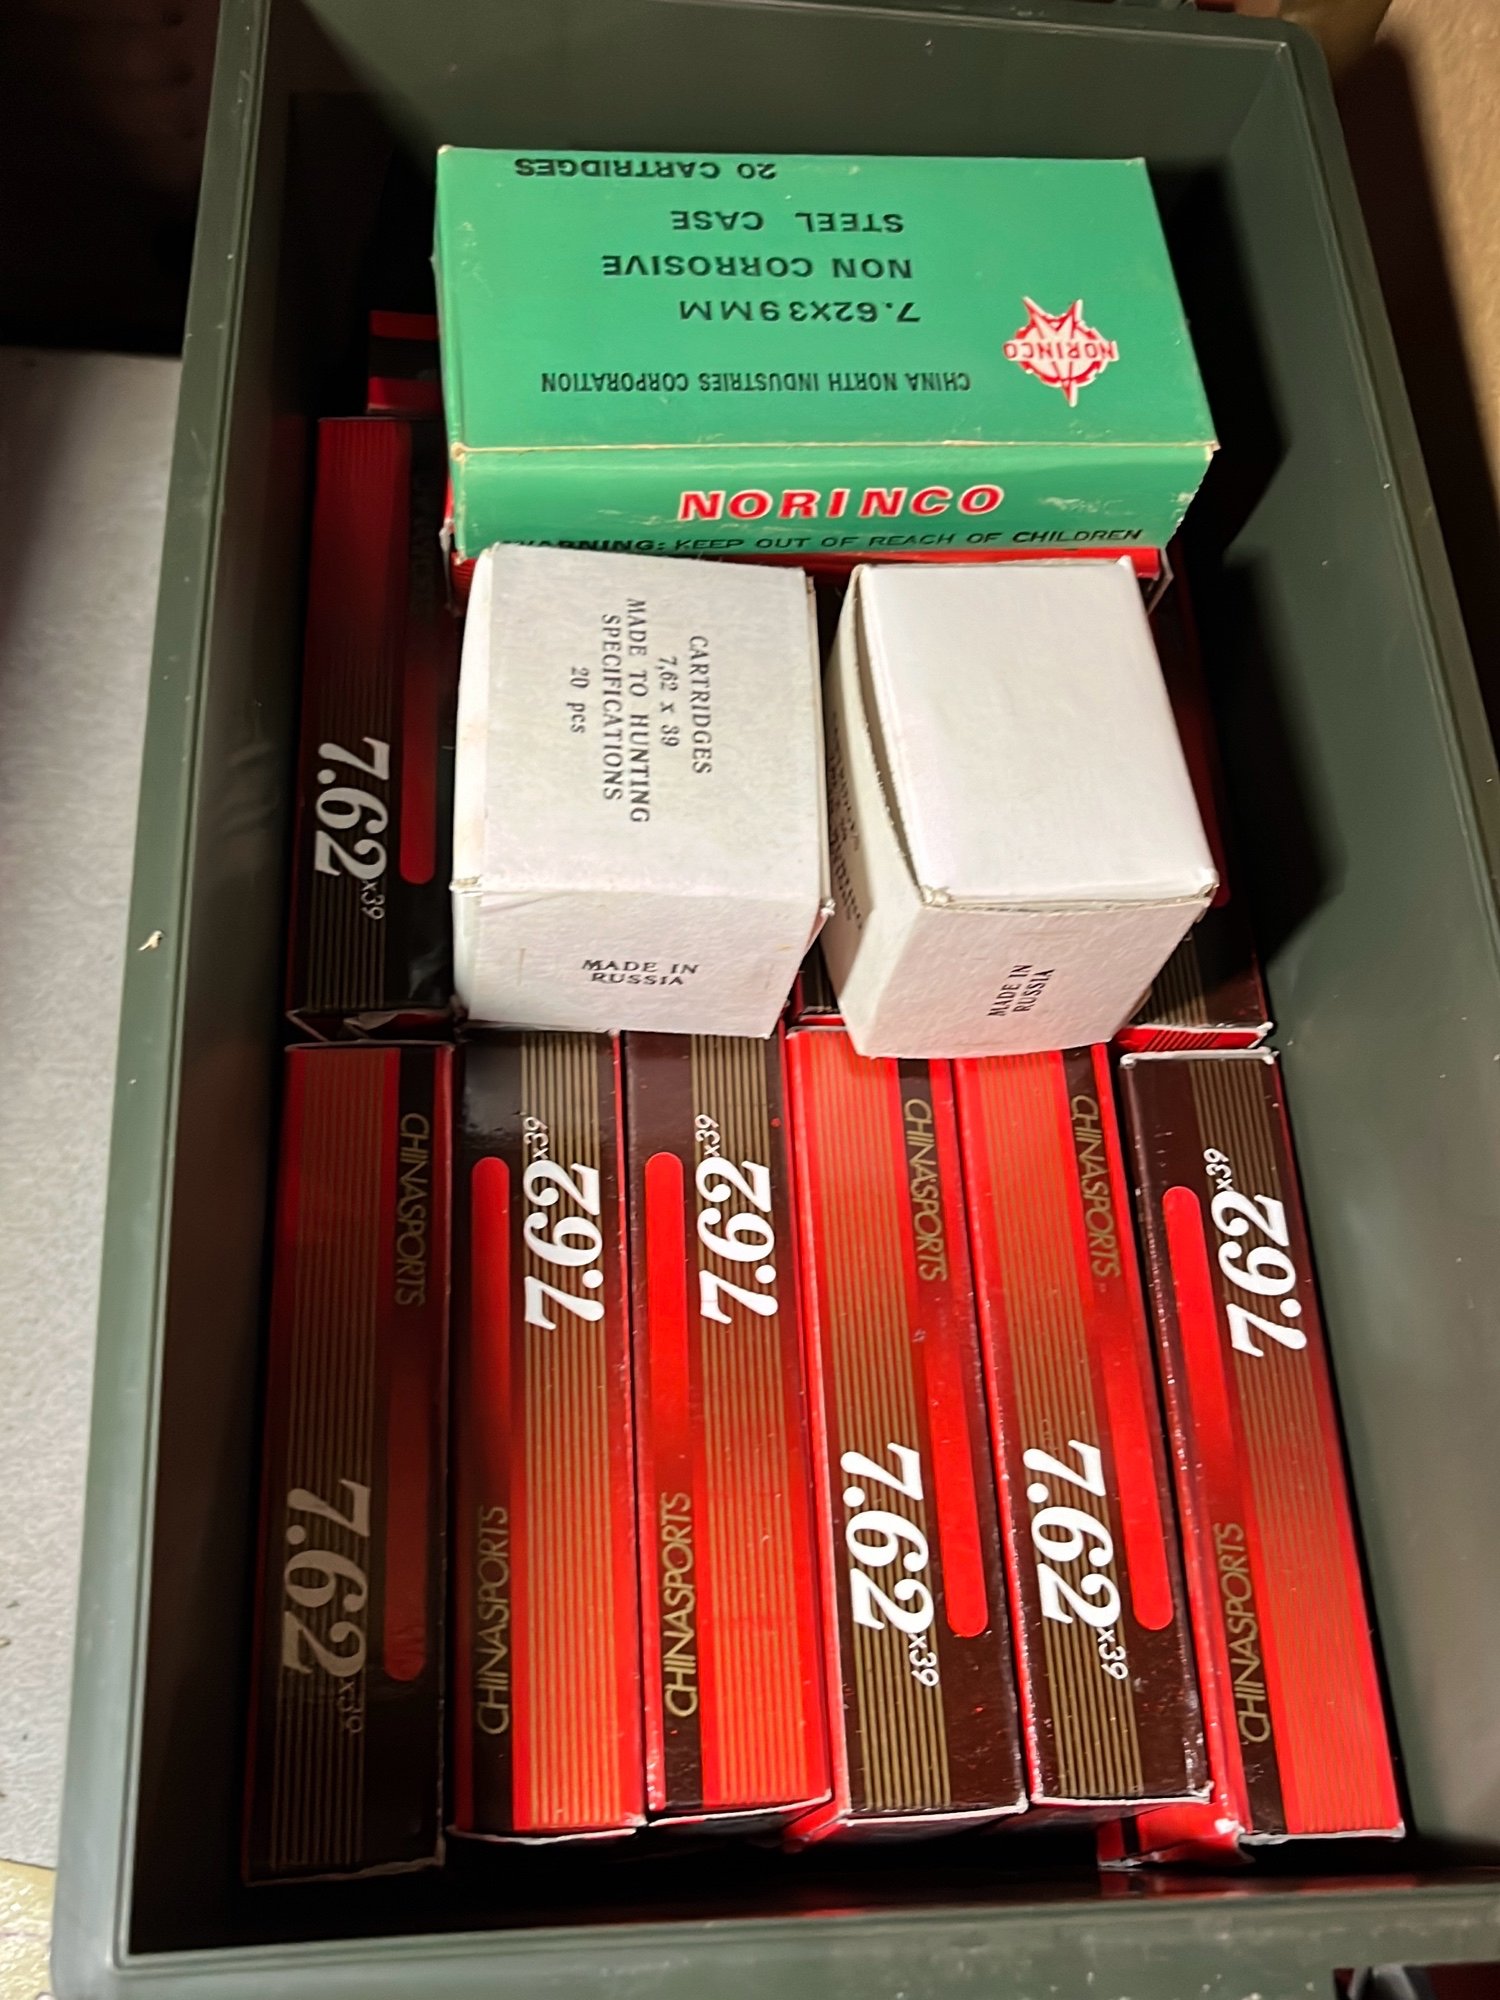 20 CARTRIDGES
STEEL CASE
NON CORROSIVE
7.62X39MM
CHINA NORTH INDUSTRIES CORPORATION
NORINCO
NORINCO
WARNING: KEEP OUT OF REACH OF CHILDREN
CARTRIDGES
7,62 x 39
MADE TO HUNTING
SPECIFICATIONS
20 pcs
MADE IN
RUSSIA
MADE IN
RUSSIA
7.62x39
CHINASPORTS
7.62x39
7.62x39
CHINASPORTS
7.62x39
CHINASPORTS
CHINASPORTS
7.62x39
CHINASPORTS
7.62x39
7.62x39
CHINASPORTS